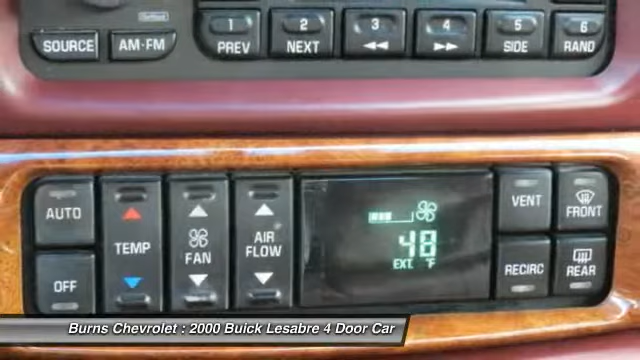 1 2 3 4 5 6
SOURCE AM-FM PREV NEXT SIDE RAND
AUTO TEMP FAN AIR FLOW VENT FRONT
48
EXT. °F
OFF RECIRC REAR
Burns Chevrolet : 2000 Buick Lesabre 4 Door Car